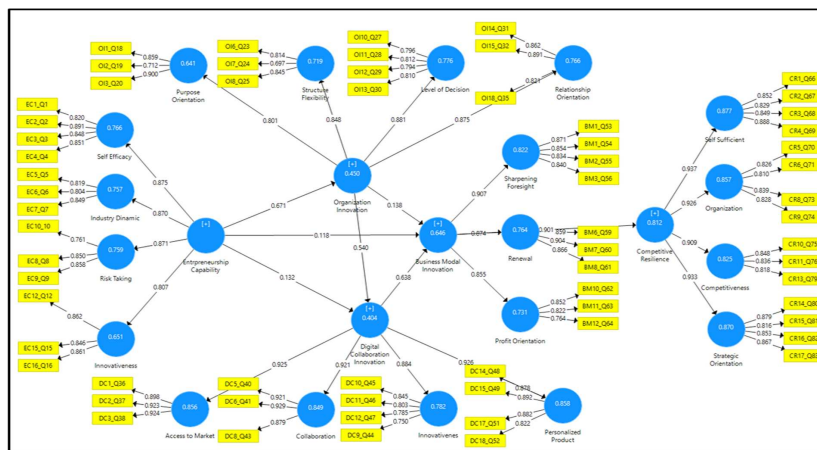 OI1_Q18
OI2_Q19
OI3_Q20
0.859
0.712
0.900
0.641
Purpose
Orientation
OI6_Q23
OI7_Q24
OI8_Q25
0.814
0.697
0.845
0.719
Structure
Flexibility
OI10_Q27
OI11_Q28
OI12_Q29
OI13_Q30
0.796
0.812
0.794
0.810
0.776
Level of Decision
OI14_Q31
OI15_Q32
OI18_Q35
0.862
0.891
0.821
0.766
Relationship
Orientation
EC1_Q1
EC2_Q2
EC3_Q3
EC4_Q4
0.820
0.891
0.848
0.851
0.766
Self Efficacy
EC5_Q5
EC6_Q6
EC7_Q7
0.819
0.804
0.849
0.757
Industry Dinamic
EC10_10
EC8_Q8
EC9_Q9
0.761
0.850
0.858
0.759
Risk Taking
EC12_Q12
EC15_Q15
EC16_Q16
0.862
0.846
0.861
0.651
Innovativeness
0.801
0.848
0.881
0.875
[+]
0.450
Organization
Innovation
0.875
0.870
0.871
0.807
[+]
Entrpreneurship
Capability
0.671
0.118
0.132
0.138
0.540
0.638
[+]
0.646
Business Modal
Innovation
[+]
0.404
Digital
Collaboration
Innovation
BM1_Q53
BM1_Q54
BM2_Q55
BM3_Q56
0.871
0.854
0.834
0.840
0.822
Sharpening
Foresight
0.907
0.874
0.855
BM6_Q59
BM7_Q60
BM8_Q61
0.859
0.904
0.866
0.764
Renewal
BM10_Q62
BM11_Q63
BM12_Q64
0.852
0.822
0.764
0.731
Profit Orientation
0.901
[+]
0.812
Competitive
Resilience
0.937
0.926
0.909
0.933
CR1_Q66
CR2_Q67
CR3_Q68
CR4_Q69
0.852
0.829
0.849
0.888
0.877
Self Sufficient
CR5_Q70
CR6_Q71
CR8_Q73
CR9_Q74
0.826
0.810
0.839
0.828
0.857
Organization
CR10_Q75
CR11_Q78
CR13_Q79
0.848
0.836
0.818
0.825
Competitiveness
CR14_Q80
CR15_Q81
CR16_Q82
CR17_Q83
0.879
0.816
0.853
0.867
0.870
Strategic
Orientation
0.925
0.921
0.884
0.926
DC1_Q36
DC2_Q37
DC3_Q38
0.898
0.923
0.924
0.856
Access to Market
DC5_Q40
DC6_Q41
DC8_Q43
0.921
0.929
0.879
0.849
Collaboration
DC10_Q45
DC11_Q46
DC12_Q47
DC9_Q44
0.845
0.803
0.785
0.750
0.782
Innovativenes
DC14_Q48
DC15_Q49
DC17_Q51
DC18_Q52
0.878
0.892
0.882
0.822
0.858
Personalized
Product